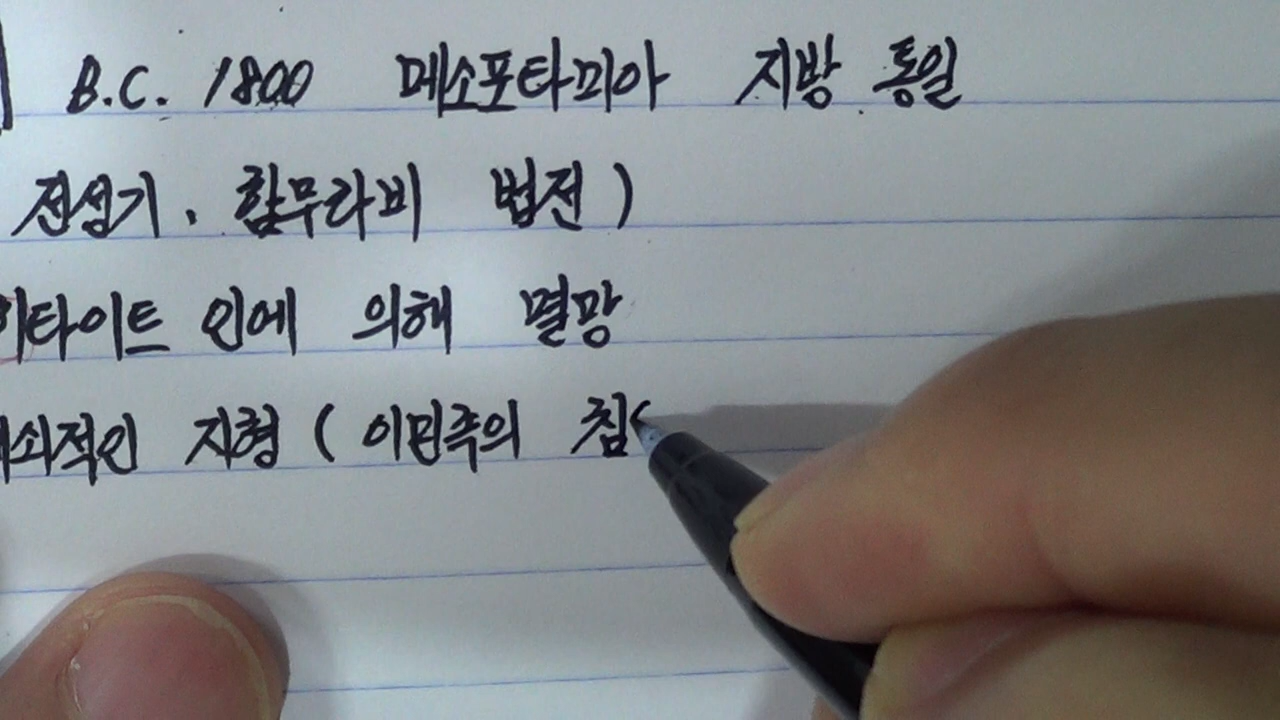 B.C. 1800 메소포타미아 지방 통일
전성기, 함무라비 법전)
이타이트 인에 의해 멸망
쇄적인 지형 (이민족의 침